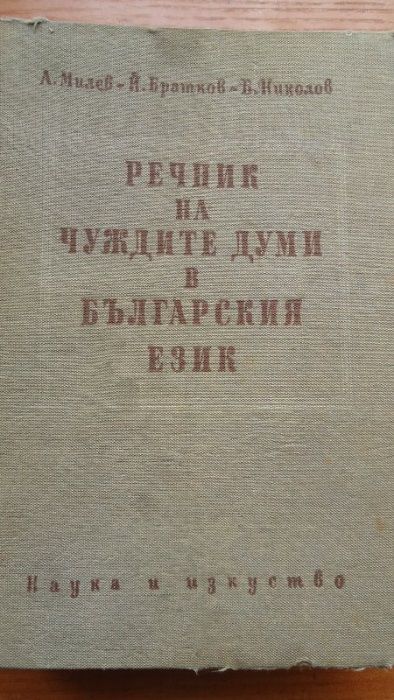 А. Милев – Й. Братков – Б. Николов
РЕЧНИК
НА
ЧУЖДИТЕ ДУМИ
В
БЪЛГАРСКИЯ
ЕЗИК
Наука и изкуство